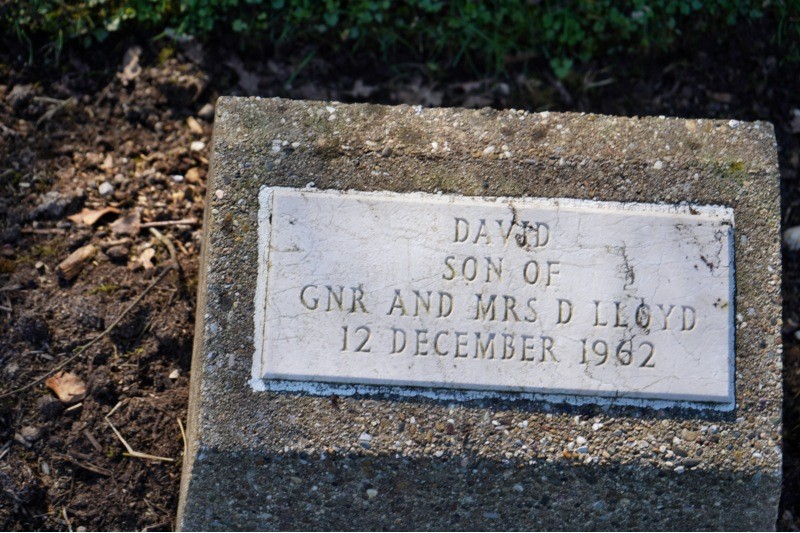 DAVID
SON OF
GNR AND MRS D LLOYD
12 DECEMBER 1962